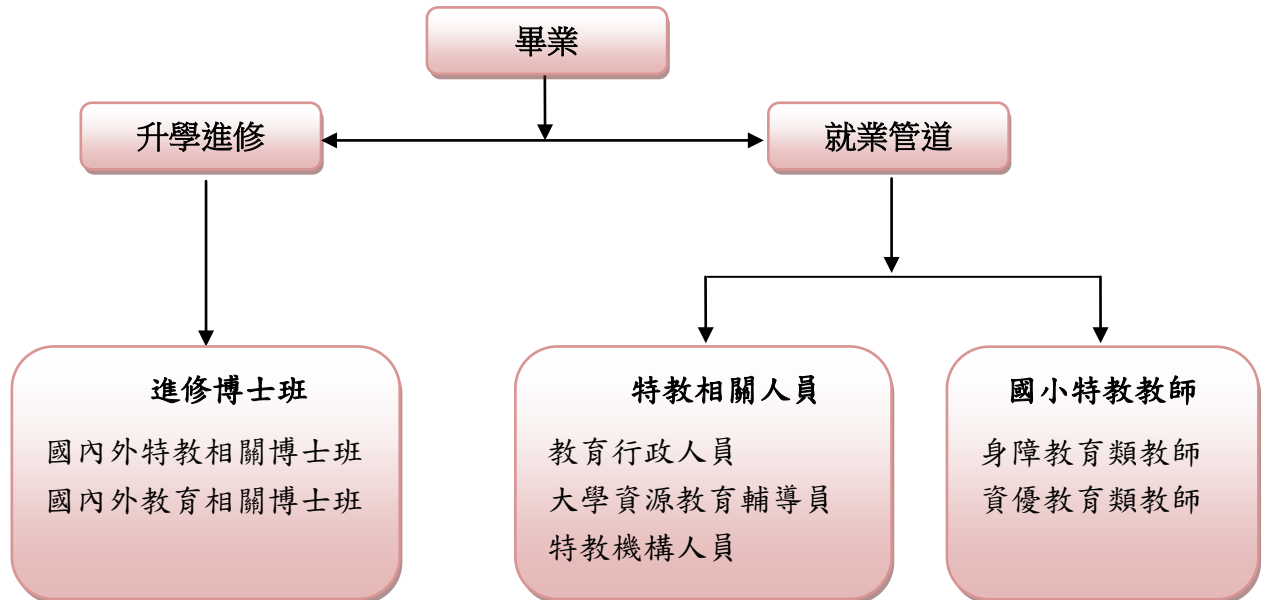 畢業
升學進修
就業管道
進修博士班
國內外特教相關博士班
國內外教育相關博士班
特教相關人員
教育行政人員
大學資源教育輔導員
特教機構人員
國小特教教師
身障教育類教師
資優教育類教師